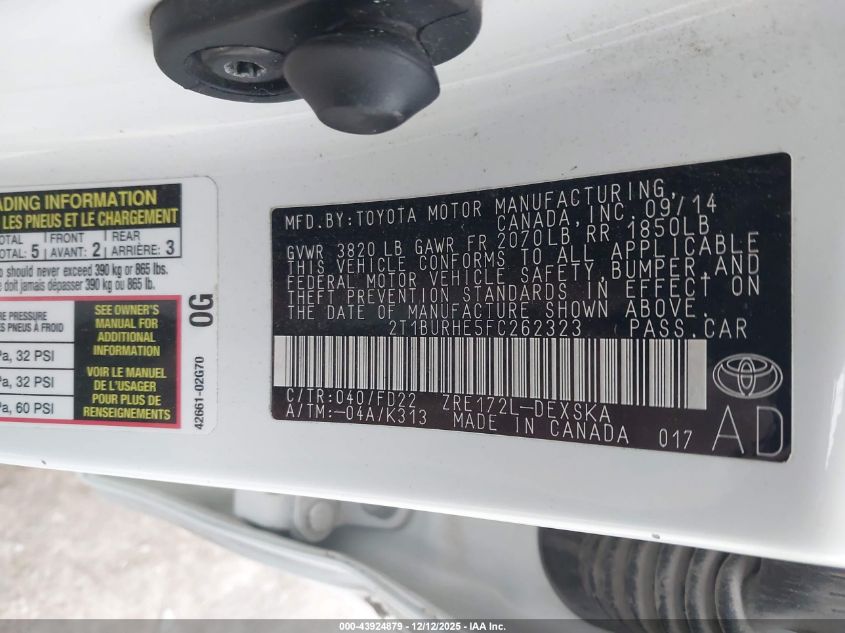 ADING INFORMATION
LES PNEUS ET LE CHARGEMENT
OTAL FRONT REAR
OTAL: 5 AVANT: 2 ARRIÈRE: 3
should never exceed 390 kg or 865 lbs.
doit jamais dépasser 390 kg ou 865 lb.
PRESSURE
PNEUS À FROID
Pa, 32 PSI
Pa, 32 PSI
Pa, 60 PSI
SEE OWNER'S
MANUAL FOR
ADDITIONAL
INFORMATION
VOIR LE MANUEL
DE L'USAGER
POUR PLUS DE
RENSEIGNEMENTS
0G
42661-02G70
MFD.BY:TOYOTA MOTOR MANUFACTURING,
CANADA, INC. 09/14
GVWR 3820 LB GAWR FR 2070LB, RR 1850LB
THIS VEHICLE CONFORMS TO ALL APPLICABLE
FEDERAL MOTOR VEHICLE SAFETY, BUMPER, AND
THEFT PREVENTION STANDARDS IN EFFECT ON
THE DATE OF MANUFACTURE SHOWN ABOVE.
2T1BURHE5FC262323 PASS.CAR
C/TR:040/FD22 ZRE172L-DEXSKA
A/TM:-04A/K313 MADE IN CANADA 017
AD
000-43924879 - 12/12/2025 - © IAA Inc.